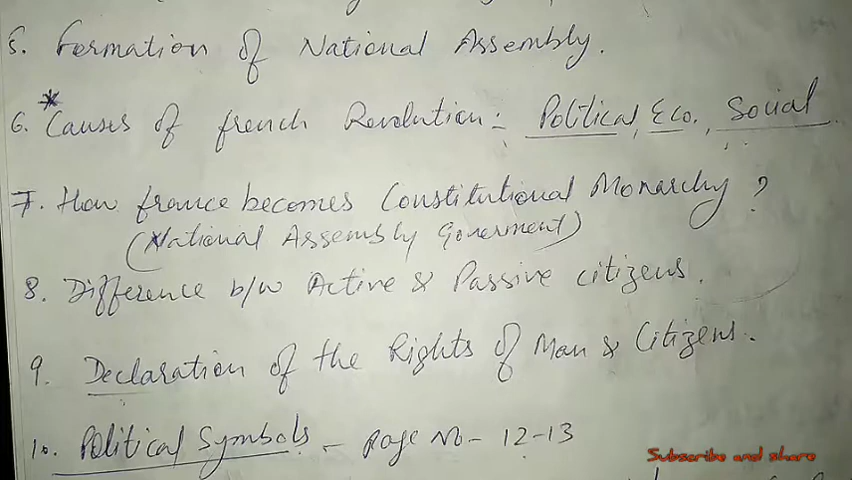 5. Formation of National Assembly.
6. *Causes of french Revolution:- Political, Eco., Social
7. How france becomes Constitutional Monarchy ?
(National Assembly Goverment)
8. Difference b/w Active & Passive citizens.
9. Declaration of the Rights of Man & Citizens.
10. Political Symbols - Page No - 12-13
Subscribe and share